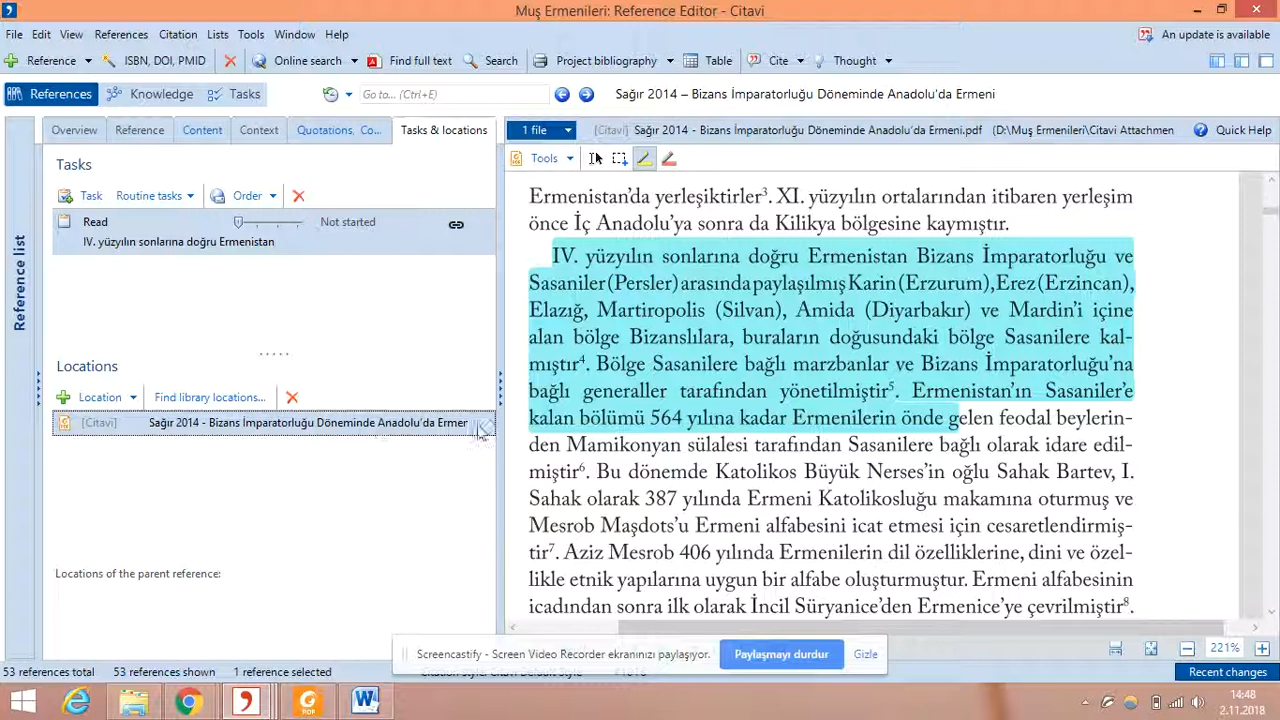 Muş Ermenileri: Reference Editor - Citavi
File Edit View References Citation Lists Tools Window Help
An update is available
Reference ISBN, DOI, PMID Online search Find full text Search Project bibliography Table Cite Thought
References Knowledge Tasks Go to... (Ctrl+E) Sağır 2014 – Bizans İmparatorluğu Döneminde Anadolu'da Ermeni
Overview Reference Content Context Quotations, Co... Tasks & locations
1 file [Citavi] Sağır 2014 - Bizans İmparatorluğu Döneminde Anadolu'da Ermeni.pdf (D:\Muş Ermenileri\Citavi Attachmen Quick Help
Reference list
Tasks
Task Routine tasks Order
Read Not started
IV. yüzyılın sonlarına doğru Ermenistan
Locations
Location Find library locations...
[Citavi] Sağır 2014 - Bizans İmparatorluğu Döneminde Anadolu'da Ermer
Locations of the parent reference:
Tools
Ermenistan'da yerleşiktirler³. XI. yüzyılın ortalarından itibaren yerleşim
önce İç Anadolu'ya sonra da Kilikya bölgesine kaymıştır.
IV. yüzyılın sonlarına doğru Ermenistan Bizans İmparatorluğu ve
Sasaniler (Persler) arasında paylaşılmış Karin (Erzurum), Erez (Erzincan),
Elazığ, Martiropolis (Silvan), Amida (Diyarbakır) ve Mardin'i içine
alan bölge Bizanslılara, buraların doğusundaki bölge Sasanilere kal-
mıştır⁴. Bölge Sasanilere bağlı marzbanlar ve Bizans İmparatorluğu'na
bağlı generaller tarafından yönetilmiştir⁵. Ermenistan'ın Sasaniler'e
kalan bölümü 564 yılına kadar Ermenilerin önde gelen feodal beylerin-
den Mamikonyan sülalesi tarafından Sasanilere bağlı olarak idare edil-
miştir⁶. Bu dönemde Katolikos Büyük Nerses'in oğlu Sahak Bartev, I.
Sahak olarak 387 yılında Ermeni Katolikosluğu makamına oturmuş ve
Mesrob Maşdots'u Ermeni alfabesini icat etmesi için cesaretlendirmiş-
tir⁷. Aziz Mesrob 406 yılında Ermenilerin dil özelliklerine, dini ve özel-
likle etnik yapılarına uygun bir alfabe oluşturmuştur. Ermeni alfabesinin
icadından sonra ilk olarak İncil Süryanice'den Ermenice'ye çevrilmiştir⁸.
Screencastify - Screen Video Recorder ekranınızı paylaşıyor. Paylaşmayı durdur Gizle
221%
53 references total 53 references shown 1 reference selected
Recent changes
14:48
2.11.2018